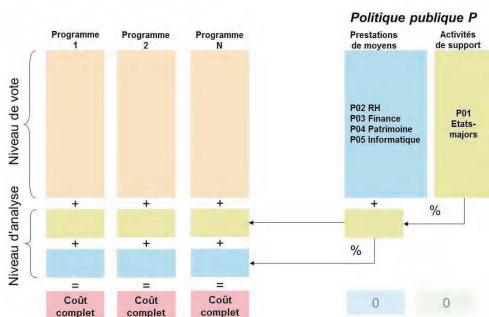 Politique publique P
Programme
1
Programme
2
Programme
N
Prestations
de moyens
Activités
de support
Niveau de vote
P02 RH
P03 Finance
P04 Patrimoine
P05 Informatique
P01
Etats-
majors
+ + + +
%
Niveau d'analyse
+ + +
%
= = =
Coût
complet
Coût
complet
Coût
complet
0
0